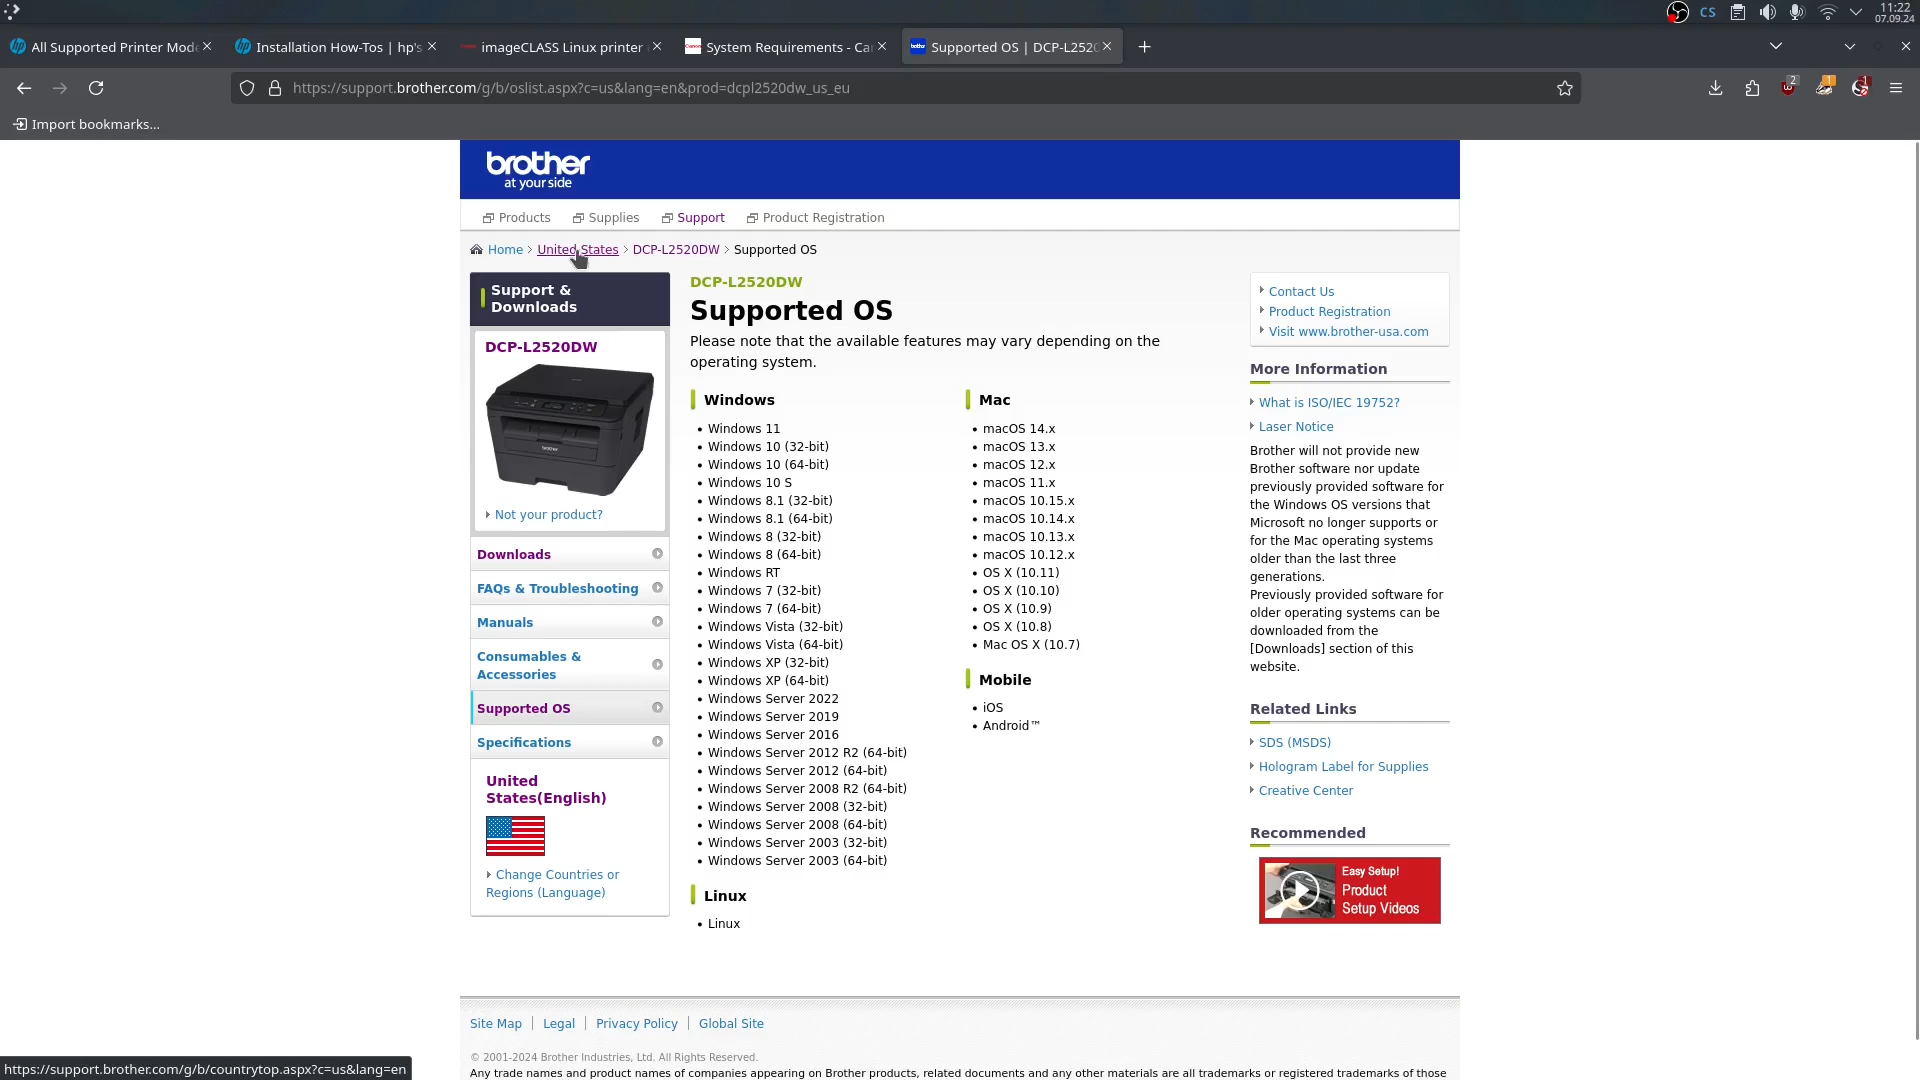 CS
11:22
07.09.24
All Supported Printer Mode
Installation How-Tos | hp's
imageCLASS Linux printer
System Requirements - Ca
Supported OS | DCP-L252
https://support.brother.com/g/b/oslist.aspx?c=us&lang=en&prod=dcpl2520dw_us_eu
2
1
1
Import bookmarks...
brother
at your side
Products
Supplies
Support
Product Registration
Home > United States > DCP-L2520DW > Supported OS
Support &
Downloads
DCP-L2520DW
Not your product?
Downloads
FAQs & Troubleshooting
Manuals
Consumables &
Accessories
Supported OS
Specifications
United
States(English)
Change Countries or
Regions (Language)
DCP-L2520DW
Supported OS
Please note that the available features may vary depending on the
operating system.
Windows
• Windows 11
• Windows 10 (32-bit)
• Windows 10 (64-bit)
• Windows 10 S
• Windows 8.1 (32-bit)
• Windows 8.1 (64-bit)
• Windows 8 (32-bit)
• Windows 8 (64-bit)
• Windows RT
• Windows 7 (32-bit)
• Windows 7 (64-bit)
• Windows Vista (32-bit)
• Windows Vista (64-bit)
• Windows XP (32-bit)
• Windows XP (64-bit)
• Windows Server 2022
• Windows Server 2019
• Windows Server 2016
• Windows Server 2012 R2 (64-bit)
• Windows Server 2012 (64-bit)
• Windows Server 2008 R2 (64-bit)
• Windows Server 2008 (32-bit)
• Windows Server 2008 (64-bit)
• Windows Server 2003 (32-bit)
• Windows Server 2003 (64-bit)
Linux
• Linux
Mac
• macOS 14.x
• macOS 13.x
• macOS 12.x
• macOS 11.x
• macOS 10.15.x
• macOS 10.14.x
• macOS 10.13.x
• macOS 10.12.x
• OS X (10.11)
• OS X (10.10)
• OS X (10.9)
• OS X (10.8)
• Mac OS X (10.7)
Mobile
• iOS
• Android™
Contact Us
Product Registration
Visit www.brother-usa.com
More Information
What is ISO/IEC 19752?
Laser Notice
Brother will not provide new
Brother software nor update
previously provided software for
the Windows OS versions that
Microsoft no longer supports or
for the Mac operating systems
older than the last three
generations.
Previously provided software for
older operating systems can be
downloaded from the
[Downloads] section of this
website.
Related Links
SDS (MSDS)
Hologram Label for Supplies
Creative Center
Recommended
Easy Setup!
Product
Setup Videos
Site Map | Legal | Privacy Policy | Global Site
© 2001-2024 Brother Industries, Ltd. All Rights Reserved.
Any trade names and product names of companies appearing on Brother products, related documents and any other materials are all trademarks or registered trademarks of those
https://support.brother.com/g/b/countrytop.aspx?c=us&lang=en